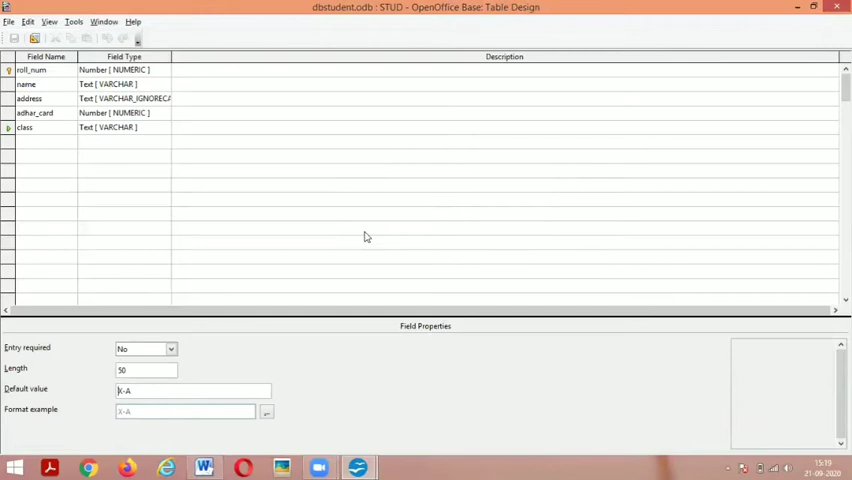 dbstudent.odb : STUD - OpenOffice Base: Table Design
File Edit View Tools Window Help
Field Name Field Type Description
roll_num Number [ NUMERIC ]
name Text [ VARCHAR ]
address Text [ VARCHAR_IGNORECA
adhar_card Number [ NUMERIC ]
class Text [ VARCHAR ]
Field Properties
Entry required No
Length 50
Default value X-A
Format example X-A ...
15:19
21-09-2020